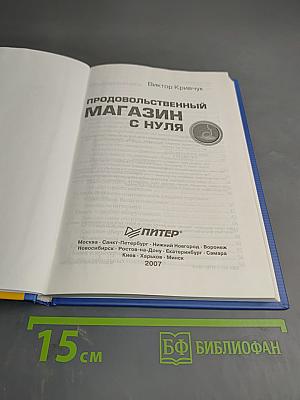 Виктор Кривчук
ПРОДОВОЛЬСТВЕННЫЙ
МАГАЗИН
С НУЛЯ
ПИТЕР®
Москва · Санкт-Петербург · Нижний Новгород · Воронеж
Новосибирск · Ростов-на-Дону · Екатеринбург · Самара
Киев · Харьков · Минск
2007
15 см
БФ БИБЛИОФАН